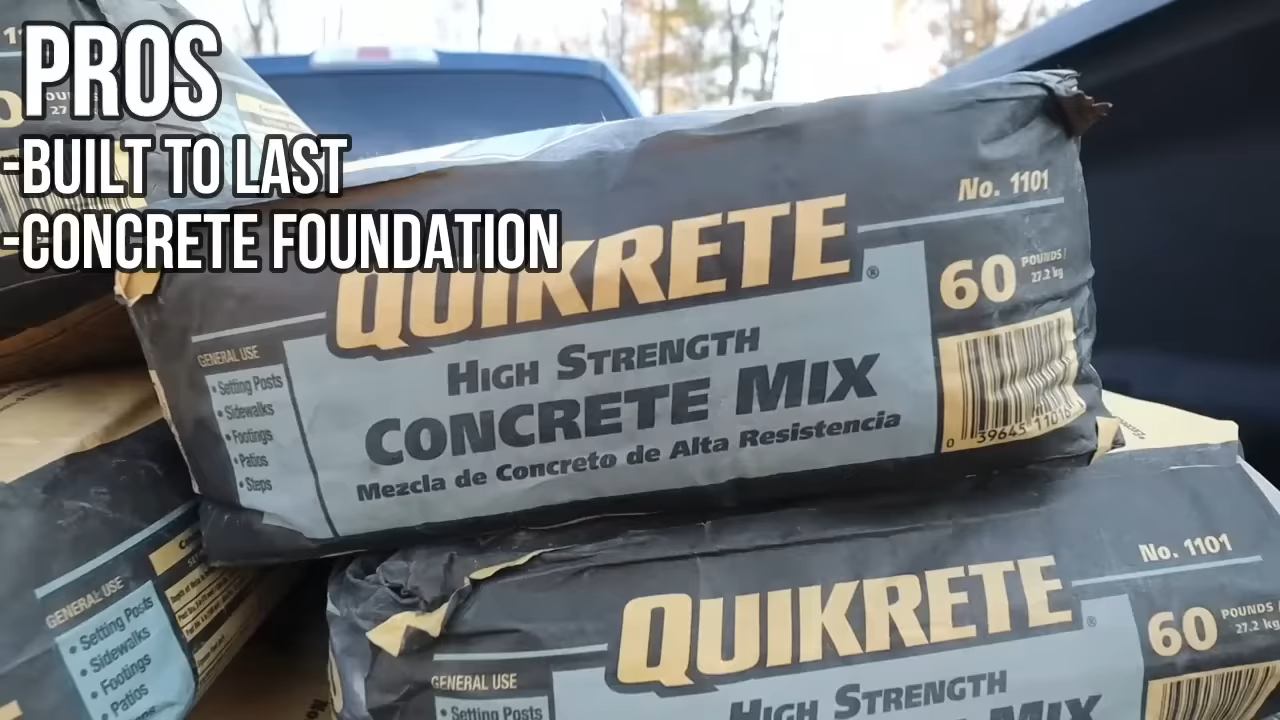 PROS
-BUILT TO LAST
-CONCRETE FOUNDATION
QUIKRETE®
No. 1101
60 POUNDS/
27.2 kg
GENERAL USE
• Setting Posts
• Sidewalks
• Footings
• Patios
• Steps
HIGH STRENGTH
CONCRETE MIX
Mezcla de Concreto de Alta Resistencia
0 39645 11016
GENERAL USE
• Setting Posts
• Sidewalks
• Footings
• Patios
QUIKRETE®
No. 1101
60 POUNDS/
27.2 kg
GENERAL USE
• Setting Posts
HIGH STRENGTH
MIX